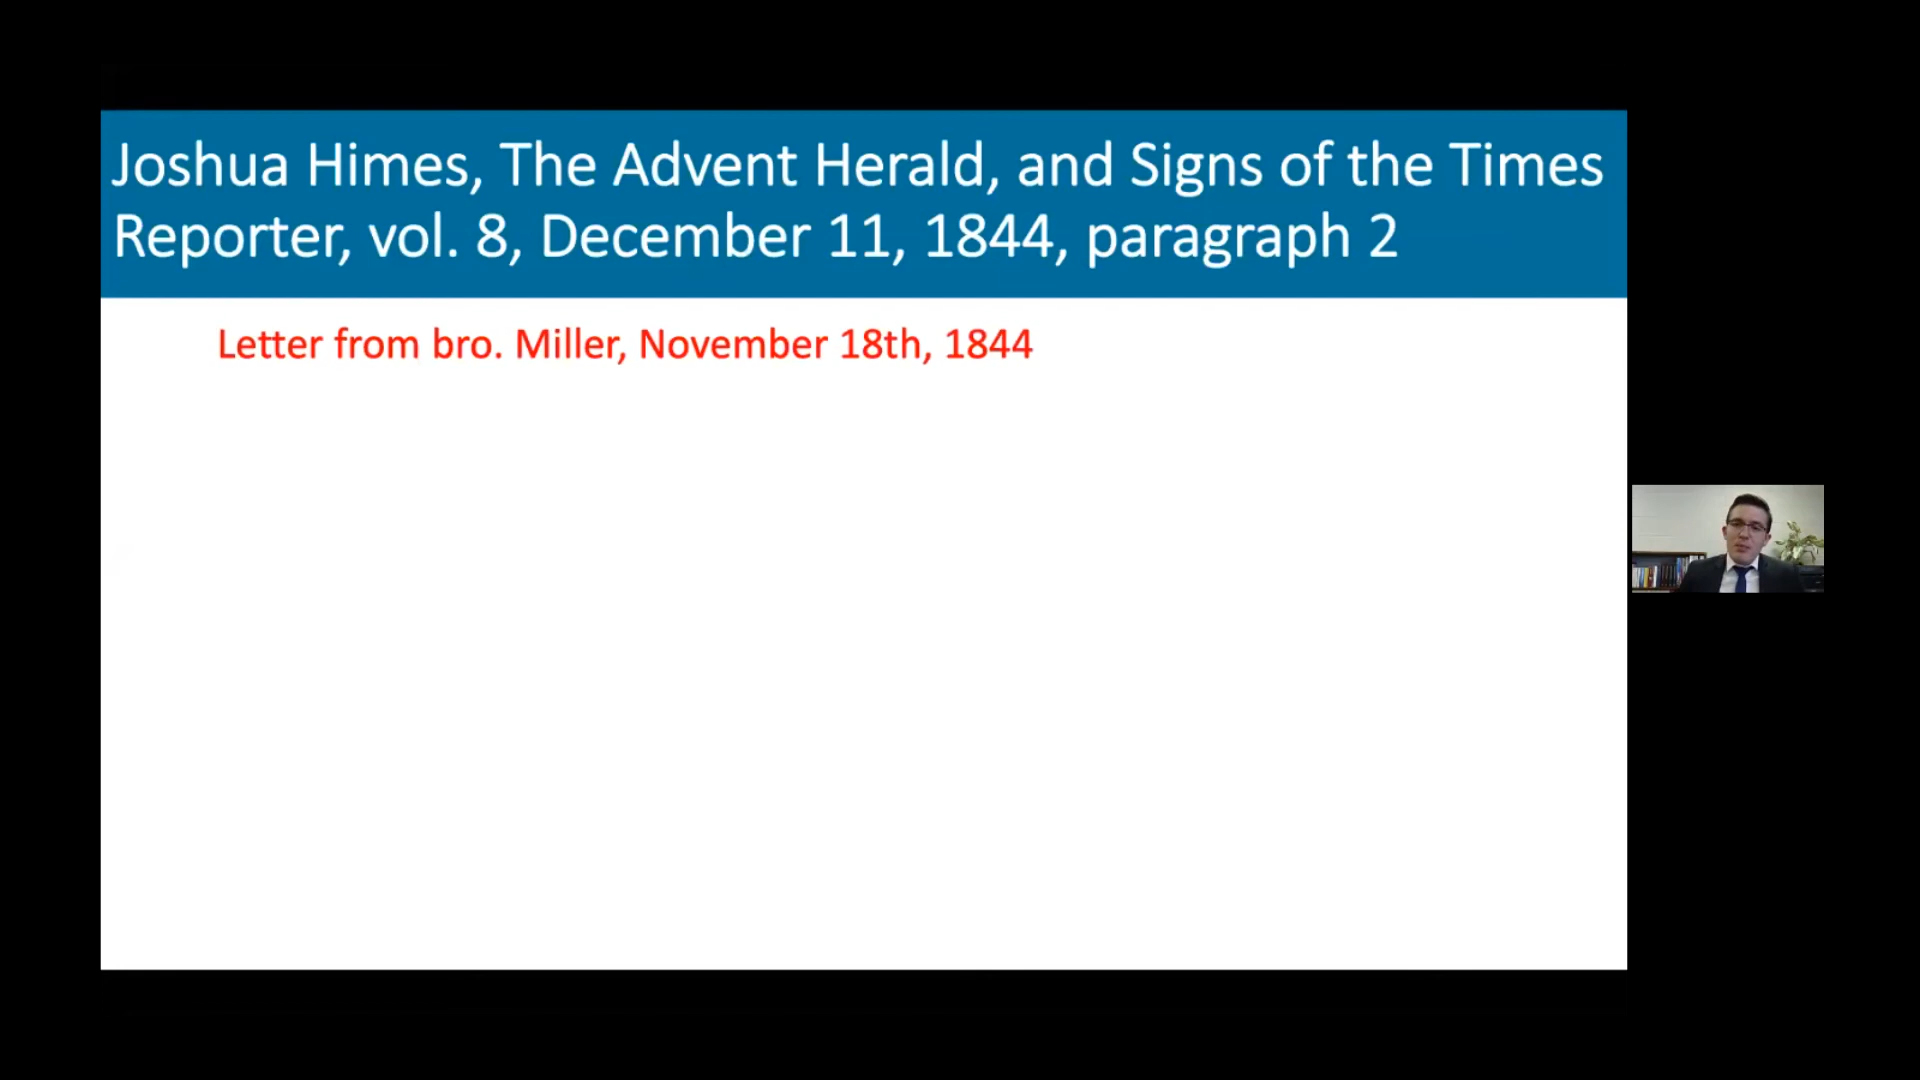 Joshua Himes, The Advent Herald, and Signs of the Times
Reporter, vol. 8, December 11, 1844, paragraph 2
Letter from bro. Miller, November 18th, 1844